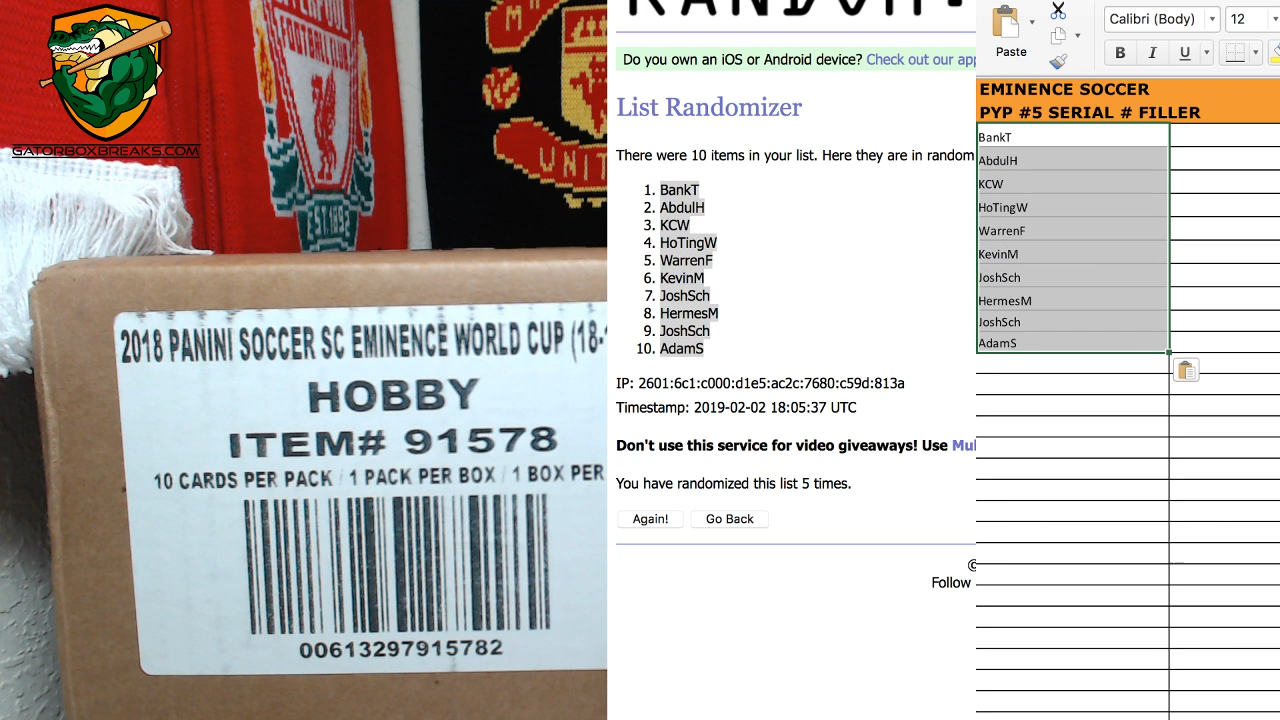 LIVERPOOL
FOOTBALL CLUB
EST·1892
UNIT
GATORBOXBREAKS.COM
2018 PANINI SOCCER SC EMINENCE WORLD CUP (18-
HOBBY
ITEM# 91578
10 CARDS PER PACK / 1 PACK PER BOX / 1 BOX PER
00613297915782
RANDOM.
Do you own an iOS or Android device? Check out our app
List Randomizer
There were 10 items in your list. Here they are in random
1. BankT
2. AbdulH
3. KCW
4. HoTingW
5. WarrenF
6. KevinM
7. JoshSch
8. HermesM
9. JoshSch
10. AdamS
IP: 2601:6c1:c000:d1e5:ac2c:7680:c59d:813a
Timestamp: 2019-02-02 18:05:37 UTC
Don't use this service for video giveaways! Use Mul
You have randomized this list 5 times.
Again! Go Back
©
Follow
Paste
Calibri (Body) 12
B I U
EMINENCE SOCCER
PYP #5 SERIAL # FILLER
BankT
AbdulH
KCW
HoTingW
WarrenF
KevinM
JoshSch
HermesM
JoshSch
AdamS